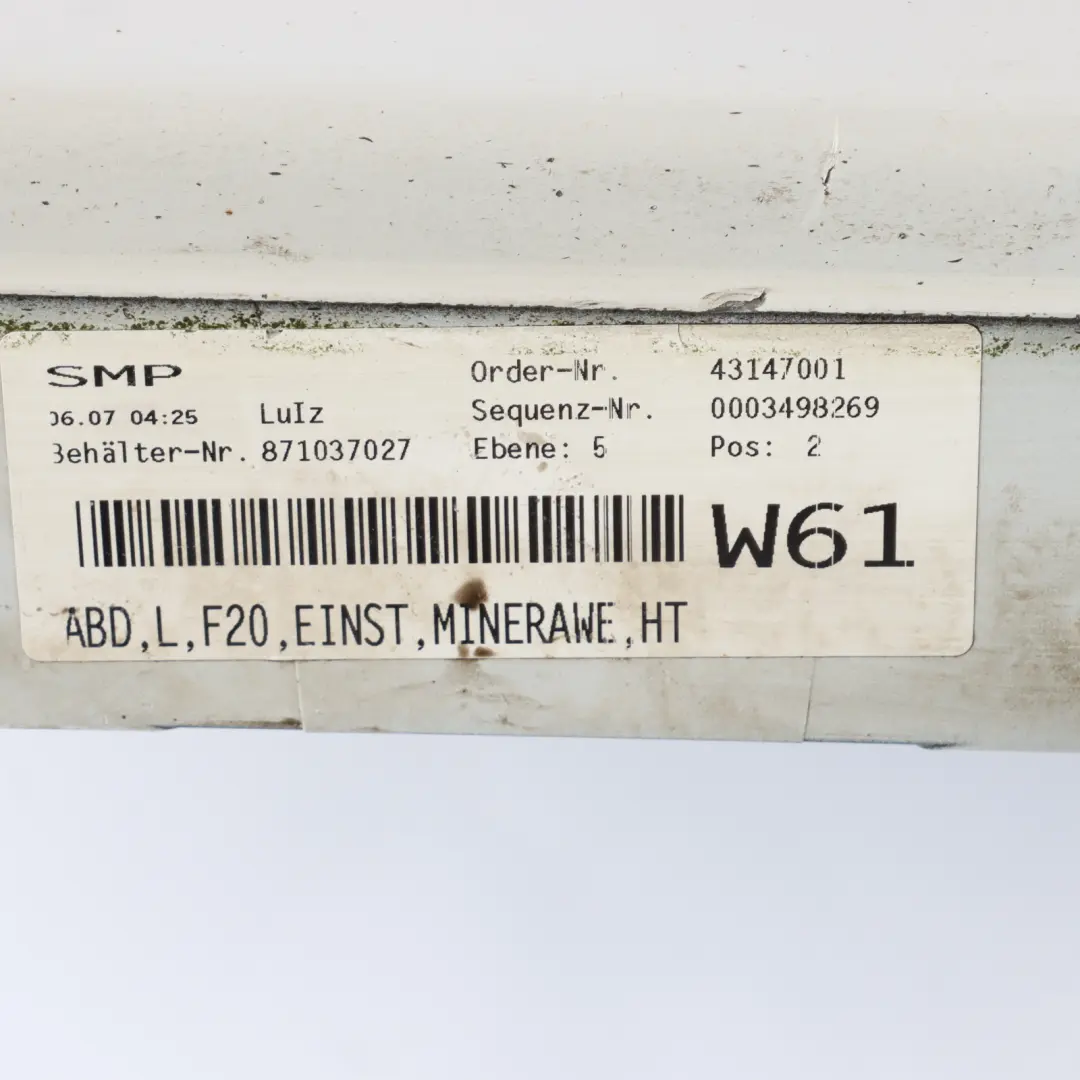 SMP
06.07 04:25 LuIz
Behälter-Nr. 871037027
Order-Nr. 43147001
Sequenz-Nr. 0003498269
Ebene: 5 Pos: 2
W61
ABD,L,F20,EINST,MINERAWE,HT